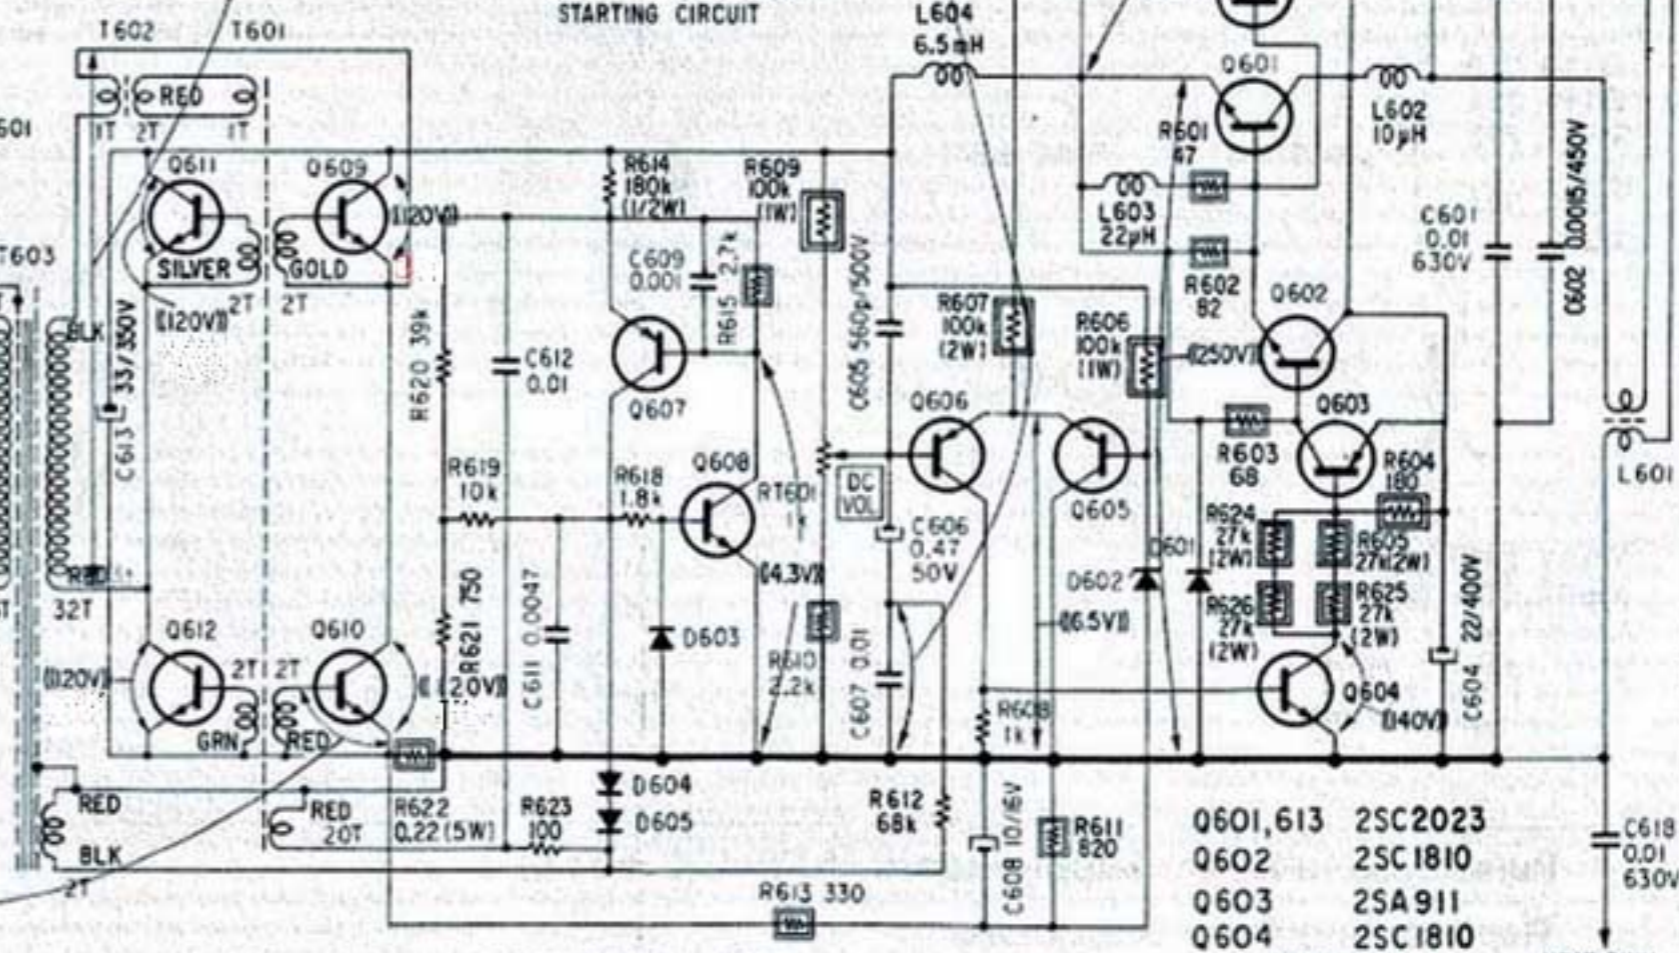 STARTING CIRCUIT
L604
6.5mH
T602
T601
RED
1T
2T
1T
601
Q601
L602
10µH
R601
47
Q611
Q609
R614
180k
(1/2W)
R609
100k
(1W)
((120V))
L603
22µH
C601
0.01
630V
C602 0.0015/450V
T603
SILVER
GOLD
2T
2T
C609
0.001
R615 2.7k
R602
82
Q602
((120V))
BLK
C613 33/350V
R620 39k
C612
0.01
C605 560p/500V
R607
100k
(2W)
R606
100k
(1W)
((250V))
Q607
Q606
Q603
R619
10k
R618
1.8k
Q608
RT601
1k
DC
VOL
Q605
R603
68
R604
180
L601
C606
0.47
50V
R624
27k
(2W)
R605
27k(2W)
D601
D602
((4.3V))
RED
32T
R621 750
C611 0.0047
D603
R610
2.2k
C607 0.01
((6.5V))
R626
27k
(2W)
R625
27k
(2W)
C604 22/400V
Q612
Q610
((120V))
2T
2T
((120V))
GRN
RED
R608
1k
Q604
((140V))
RED
BLK
2T
RED
20T
R622
0.22(5W)
R623
100
D604
D605
R612
68k
C608 10/16V
R611
820
R613 330
Q601,613 2SC2023
Q602 2SC1810
Q603 2SA911
Q604 2SC1810
C618
0.01
630V